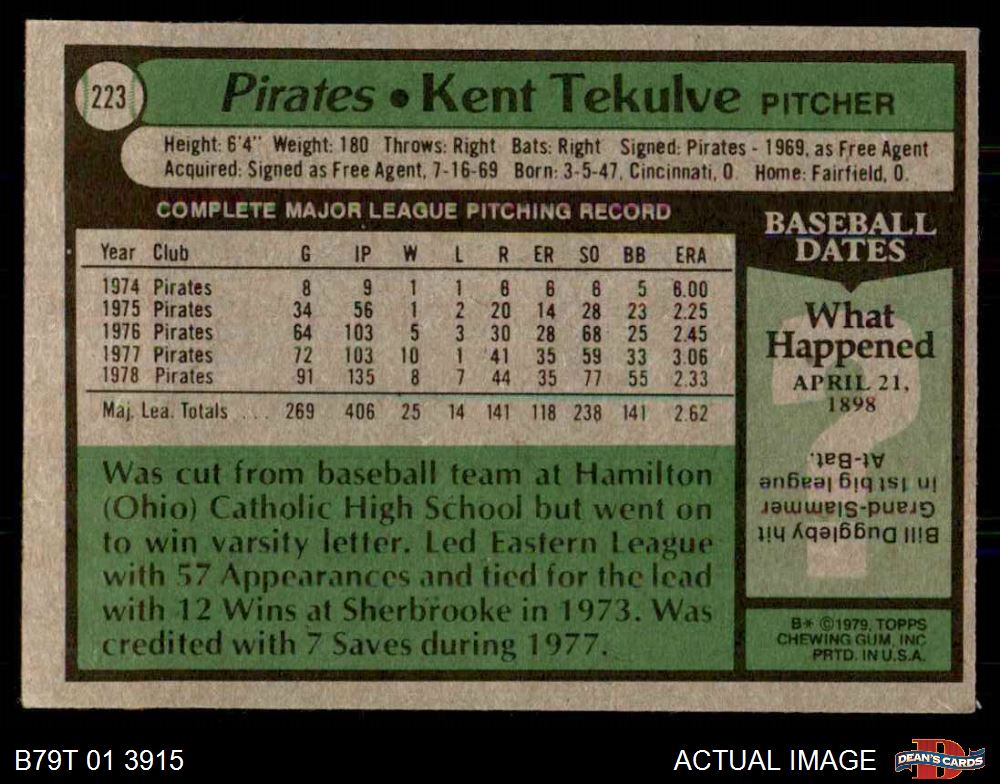 223
Pirates • Kent Tekulve PITCHER
Height: 6'4" Weight: 180 Throws: Right Bats: Right Signed: Pirates - 1969, as Free Agent
Acquired: Signed as Free Agent, 7-16-69 Born: 3-5-47, Cincinnati, O. Home: Fairfield, O.
COMPLETE MAJOR LEAGUE PITCHING RECORD
Year Club G IP W L R ER SO BB ERA
1974 Pirates 8 9 1 1 6 6 6 5 6.00
1975 Pirates 34 56 1 2 20 14 28 23 2.25
1976 Pirates 64 103 5 3 30 28 68 25 2.45
1977 Pirates 72 103 10 1 41 35 59 33 3.06
1978 Pirates 91 135 8 7 44 35 77 55 2.33
Maj. Lea. Totals ... 269 406 25 14 141 118 238 141 2.62
Was cut from baseball team at Hamilton
(Ohio) Catholic High School but went on
to win varsity letter. Led Eastern League
with 57 Appearances and tied for the lead
with 12 Wins at Sherbrooke in 1973. Was
credited with 7 Saves during 1977.
BASEBALL
DATES
What
Happened
APRIL 21,
1898
?
Bill Duggleby hit
Grand-Slammer
in 1st big league
At-Bat.
B* ©1979, TOPPS
CHEWING GUM, INC
PRTD. IN U.S.A.
B79T 01 3915
ACTUAL IMAGE
D
DEAN'S CARDS